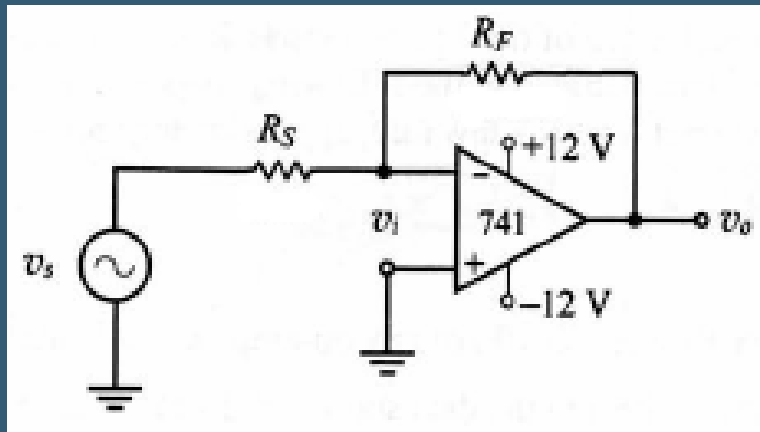 R_F
R_S
+12 V
−
v_i
741
v_o
v_s
+
−12 V